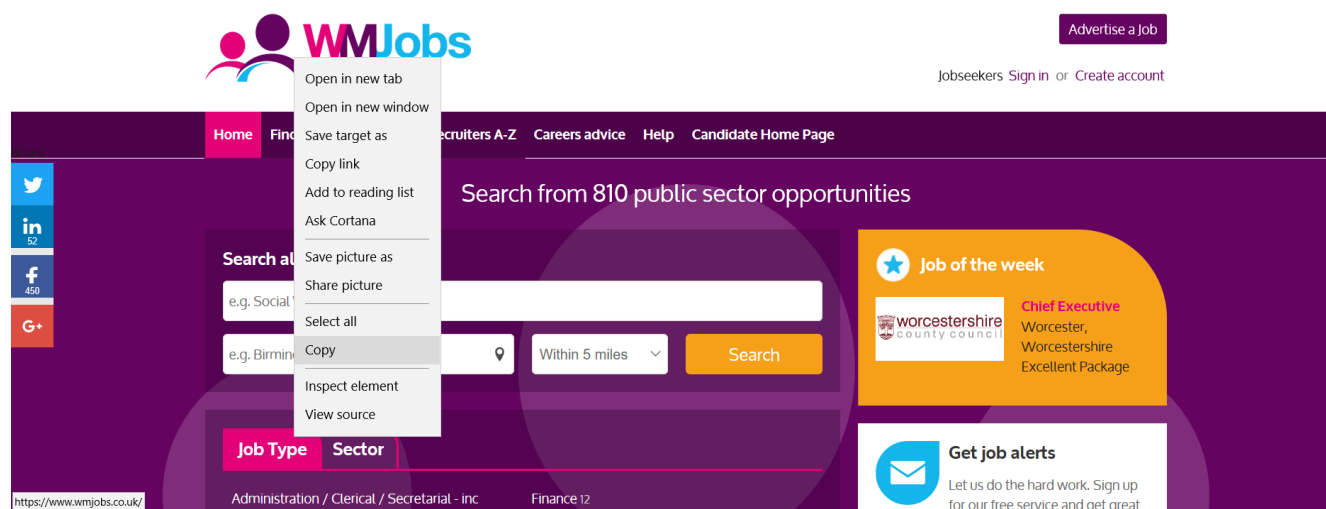 WMJobs
Advertise a Job
Jobseekers Sign in or Create account
Open in new tab
Open in new window
Save target as
Copy link
Add to reading list
Ask Cortana
Save picture as
Share picture
Select all
Copy
Inspect element
View source
Home Careers advice Help Candidate Home Page
A-Z
52
450
G+
Search from 810 public sector opportunities
Search
e.g. Social
e.g.
Within 5 miles
Search
Job of the week
worcestershire
county council
Chief Executive
Worcester,
Worcestershire
Excellent Package
Job Type Sector
Administration / Clerical / Secretarial - inc
Finance 12
Get job alerts
Let us do the hard work. Sign up
for our free service and get great
https://www.wmjobs.co.uk/